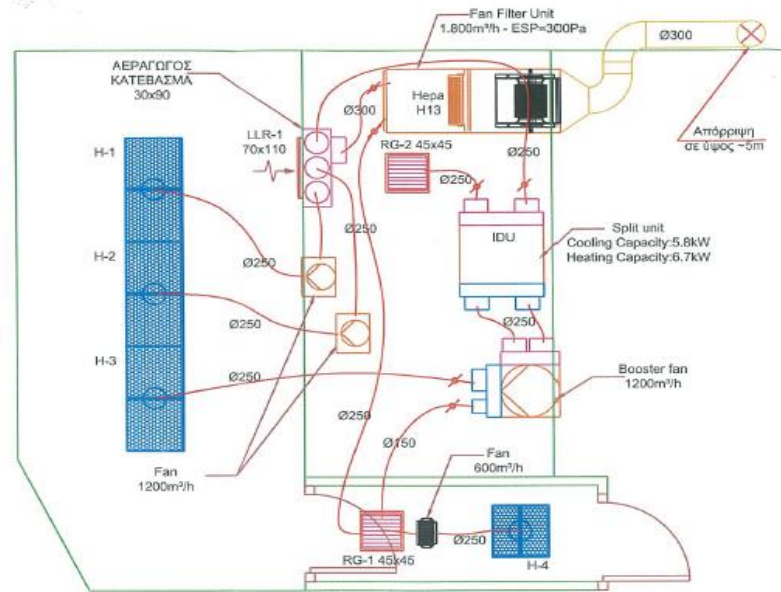 Fan Filter Unit
1.800m³/h - ESP=300Pa
Ø300
ΑΕΡΑΓΩΓΟΣ
ΚΑΤΕΒΑΣΜΑ
30x90
Hepa
H13
Ø300
LLR-1
70x110
Απόρριψη
σε ύψος ~5m
H-1
RG-2 45x45
Ø250
Ø250
IDU
Split unit
Cooling Capacity:5.8kW
Heating Capacity:6.7kW
Ø250
H-2
Ø250
Ø250
Ø250
H-3
Booster fan
1200m³/h
Ø250
Ø250
Ø150
Fan
1200m³/h
Fan
600m³/h
Ø250
RG-1 45x45
H-4